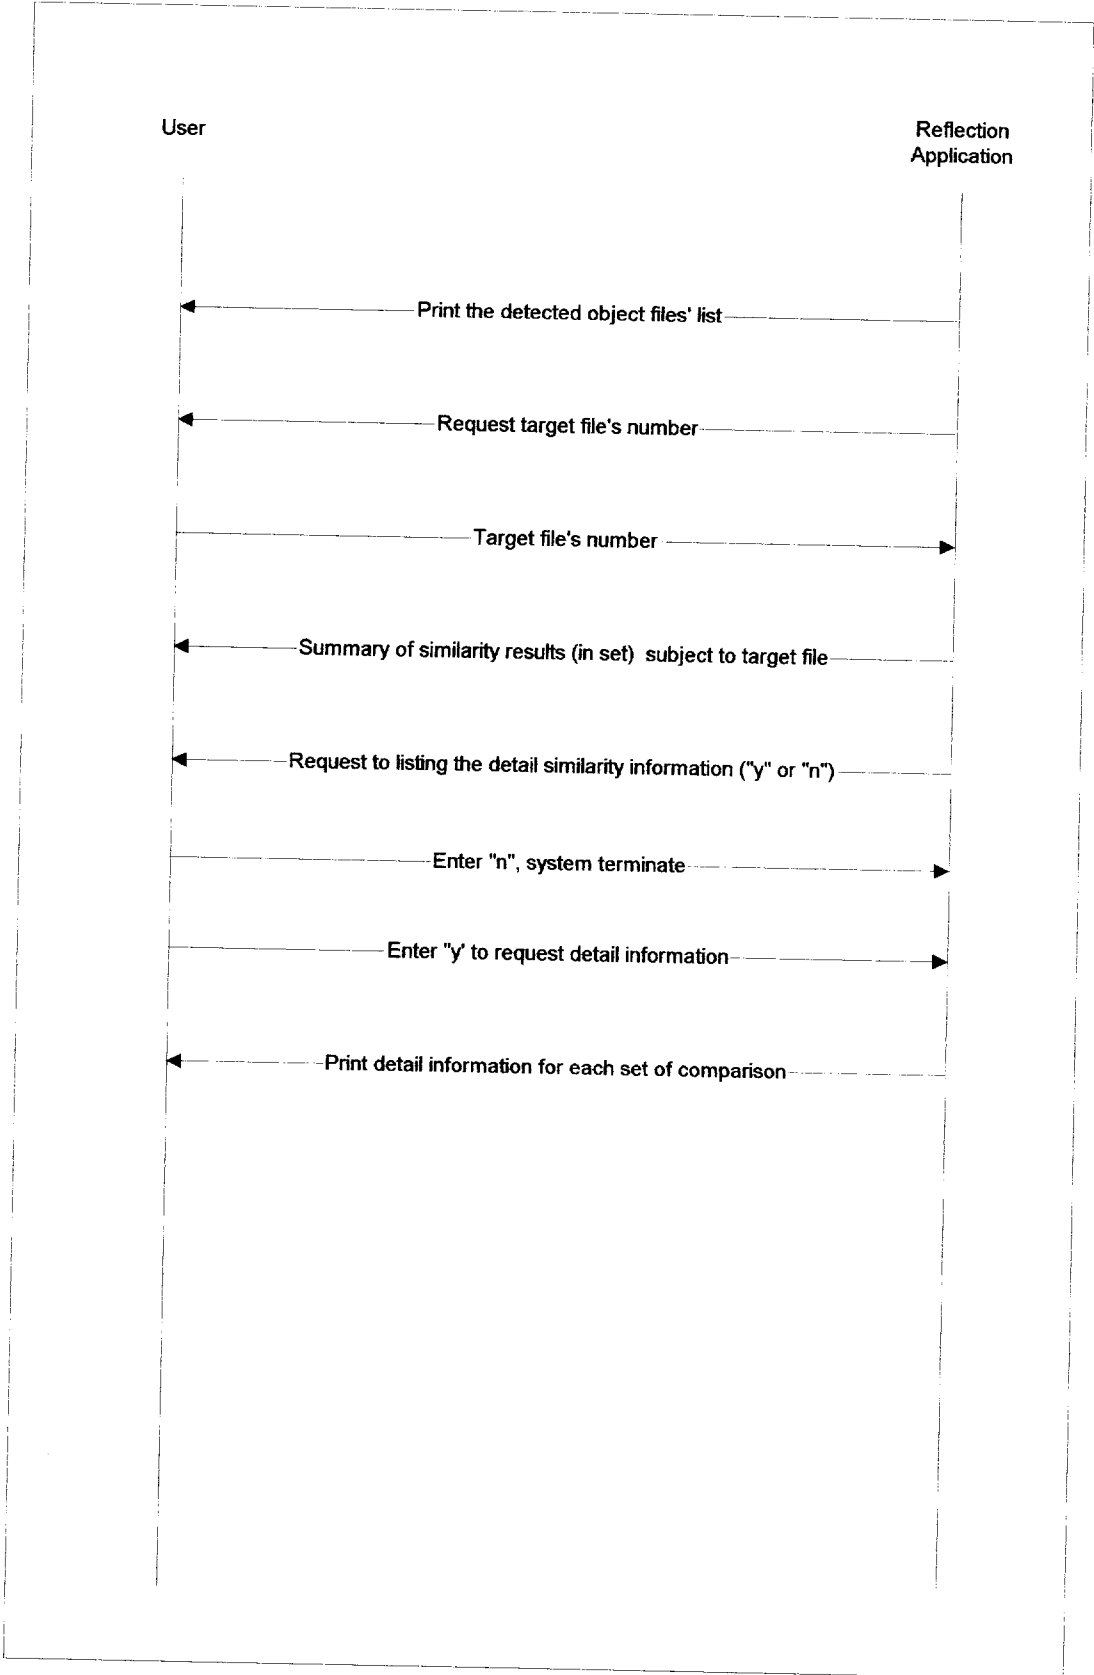 User
Reflection
Application
Print the detected object files' list
Request target file's number
Target file's number
Summary of similarity results (in set)  subject to target file
Request to listing the detail similarity information ("y" or "n")
Enter "n", system terminate
Enter "y' to request detail information
Print detail information for each set of comparison